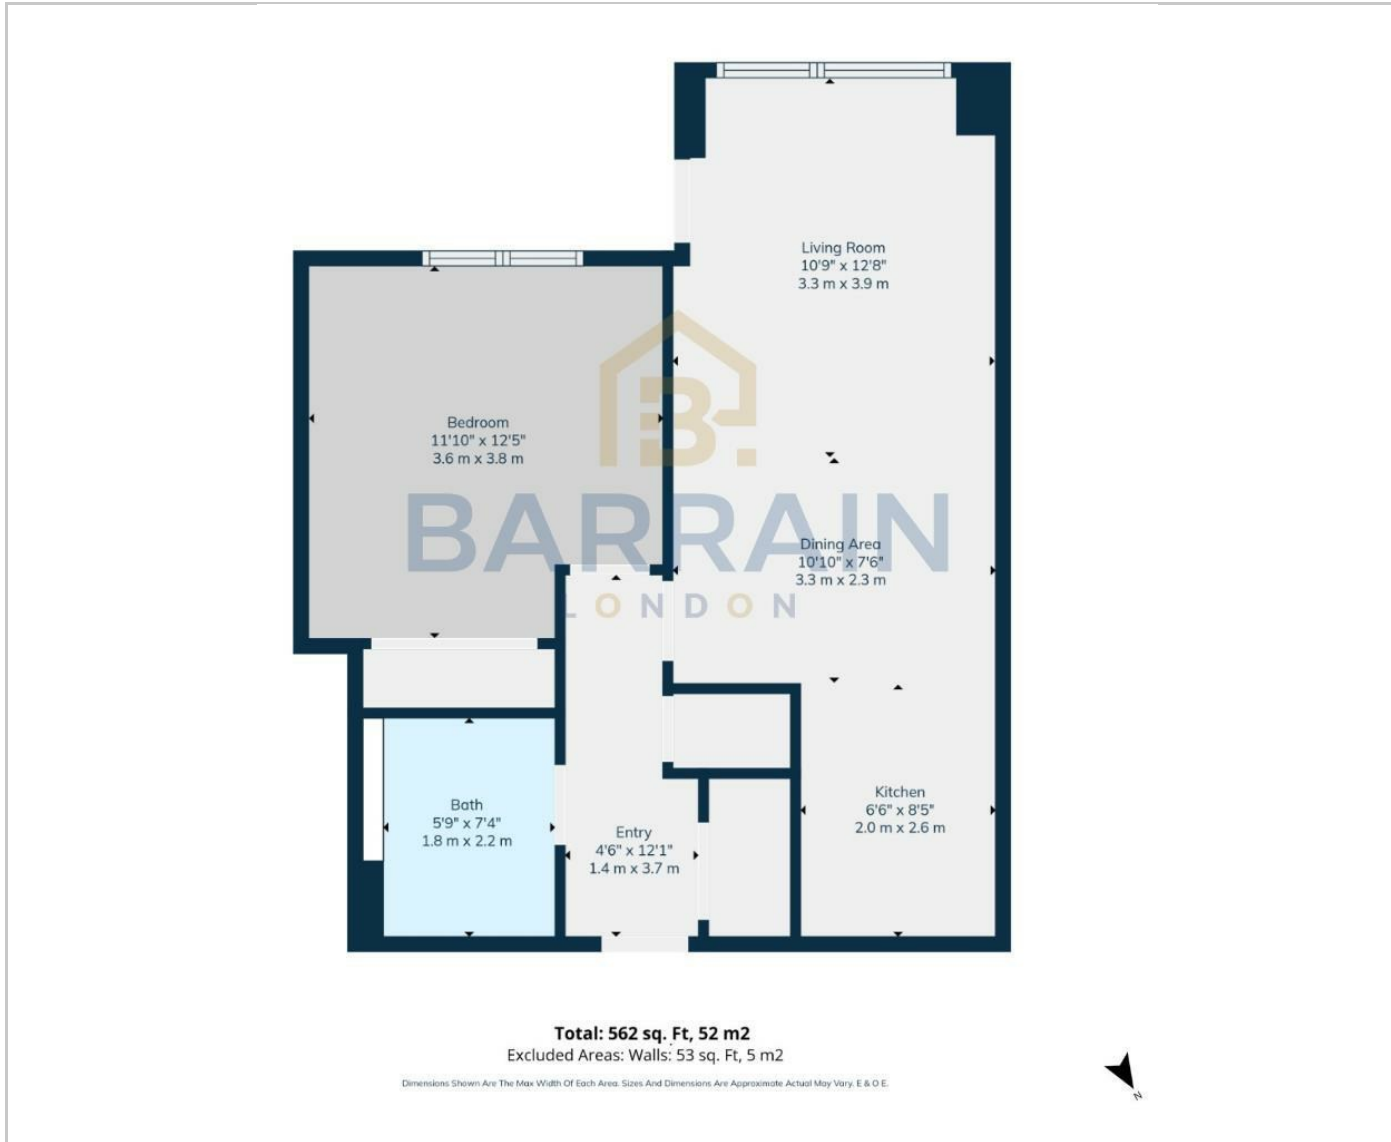 Living Room
10'9" x 12'8"
3.3 m x 3.9 m
Bedroom
11'10" x 12'5"
3.6 m x 3.8 m
B.
BARRAIN
LONDON
Dining Area
10'10" x 7'6"
3.3 m x 2.3 m
Bath
5'9" x 7'4"
1.8 m x 2.2 m
Entry
4'6" x 12'1"
1.4 m x 3.7 m
Kitchen
6'6" x 8'5"
2.0 m x 2.6 m
Total: 562 sq. Ft, 52 m2
Excluded Areas: Walls: 53 sq. Ft, 5 m2
Dimensions Shown Are The Max Width Of Each Area. Sizes And Dimensions Are Approximate Actual May Vary. E & O E.
N